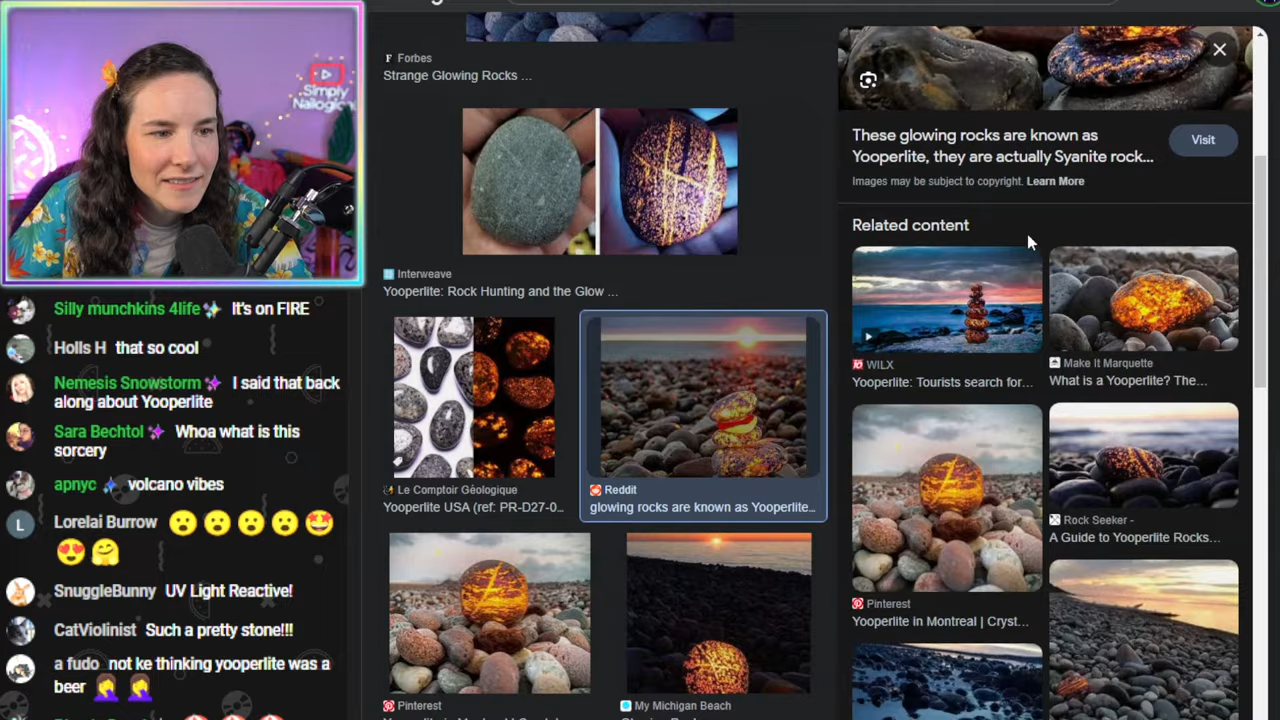 Simply
Nailogical
Silly munchkins 4life It's on FIRE
Holls H that so cool
Nemesis Snowstorm I said that back
along about Yooperlite
Sara Bechtol Whoa what is this
sorcery
apnyc volcano vibes
Lorelai Burrow
L
SnuggleBunny UV Light Reactive!
CatViolinist Such a pretty stone!!!
a fudo not ke thinking yooperlite was a
beer
F Forbes
Strange Glowing Rocks ...
Interweave
Yooperlite: Rock Hunting and the Glow ...
Le Comptoir Géologique
Yooperlite USA (ref: PR-D27-0...
Reddit
glowing rocks are known as Yooperlite...
Pinterest
My Michigan Beach
These glowing rocks are known as
Yooperlite, they are actually Syanite rock...
Visit
Images may be subject to copyright. Learn More
Related content
WILX
Yooperlite: Tourists search for...
Make It Marquette
What is a Yooperlite? The...
Pinterest
Yooperlite in Montreal | Cryst...
Rock Seeker -
A Guide to Yooperlite Rocks...